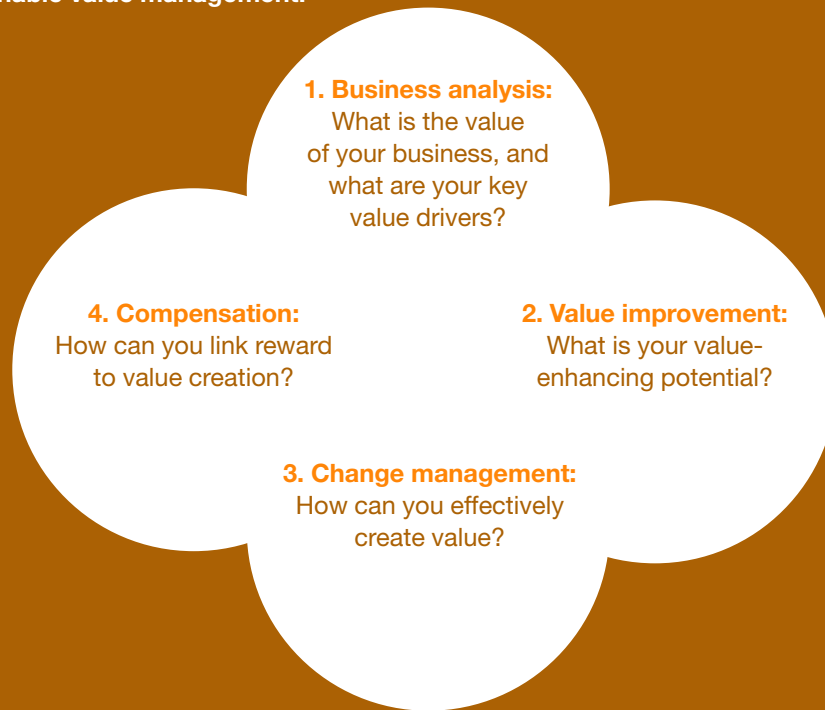 value management.
1. Business analysis:
What is the value
of your business, and
what are your key
value drivers?
4. Compensation:
How can you link reward
to value creation?
2. Value improvement:
What is your value-
enhancing potential?
3. Change management:
How can you effectively
create value?